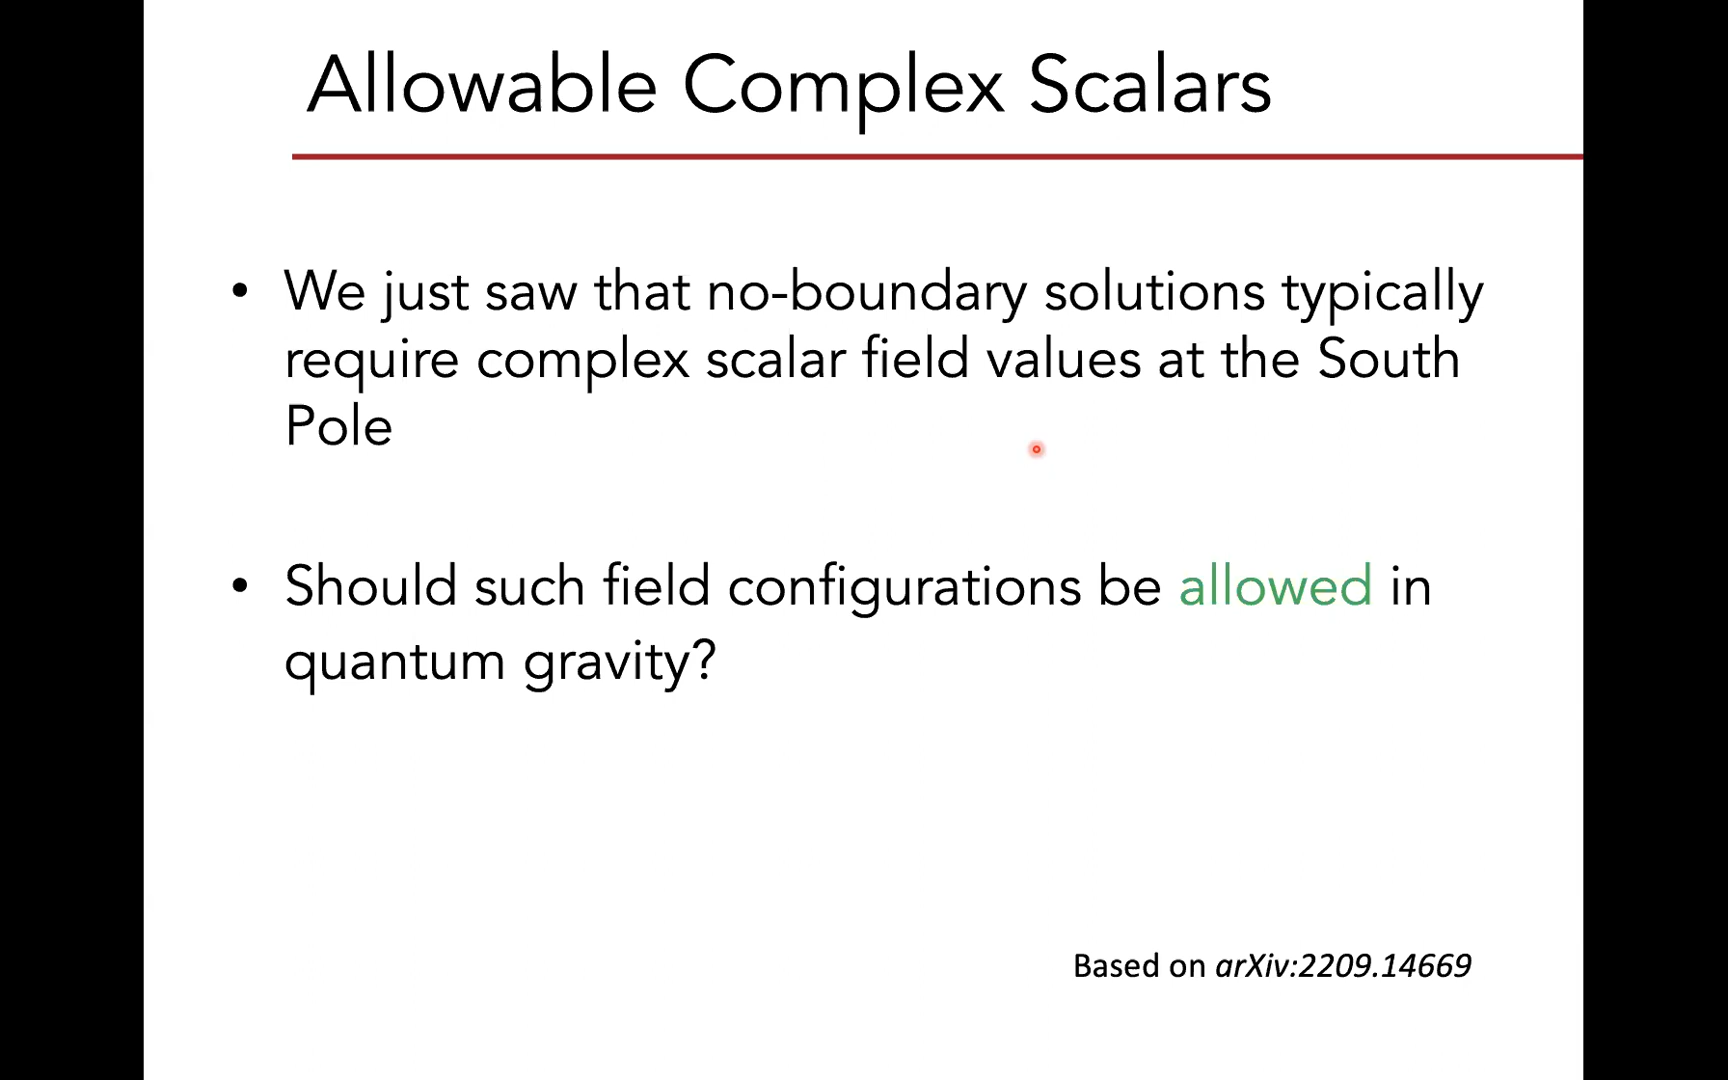 Allowable Complex Scalars
• We just saw that no-boundary solutions typically
require complex scalar field values at the South
Pole
• Should such field configurations be allowed in
quantum gravity?
Based on arXiv:2209.14669